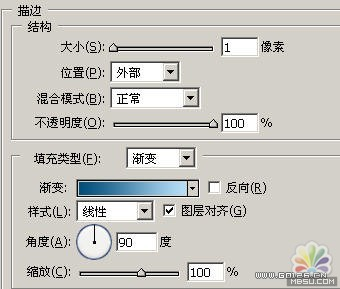 描边
结构
大小(S): 1 像素
位置(P): 外部
混合模式(B): 正常
不透明度(O): 100 %
填充类型(F): 渐变
渐变: 反向(R)
样式(L): 线性 图层对齐(G)
角度(A): 90 度
缩放(C): 100 %
MBSU.COM